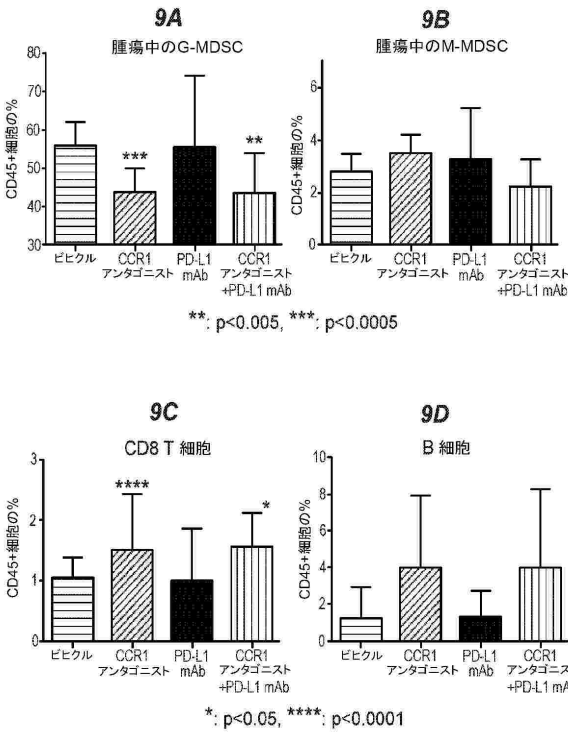 9A
腫瘍中のG-MDSC
CD45+細胞の%
80
70
60
50
40
30
***
**
ビヒクル
CCR1
アンタゴニスト
PD-L1
mAb
CCR1
アンタゴニスト
+PD-L1 mAb
9B
腫瘍中のM-MDSC
CD45+細胞の%
6
4
2
0
ビヒクル
CCR1
アンタゴニスト
PD-L1
mAb
CCR1
アンタゴニスト
+PD-L1 mAb
**: p<0.005, ***: p<0.0005
9C
CD8 T 細胞
CD45+細胞の%
3
2
1
0
****
*
ビヒクル
CCR1
アンタゴニスト
PD-L1
mAb
CCR1
アンタゴニスト
+PD-L1 mAb
9D
B 細胞
CD45+細胞の%
10
8
6
4
2
0
ビヒクル
CCR1
アンタゴニスト
PD-L1
mAb
CCR1
アンタゴニスト
+PD-L1 mA
*: p<0.05, ****: p<0.0001